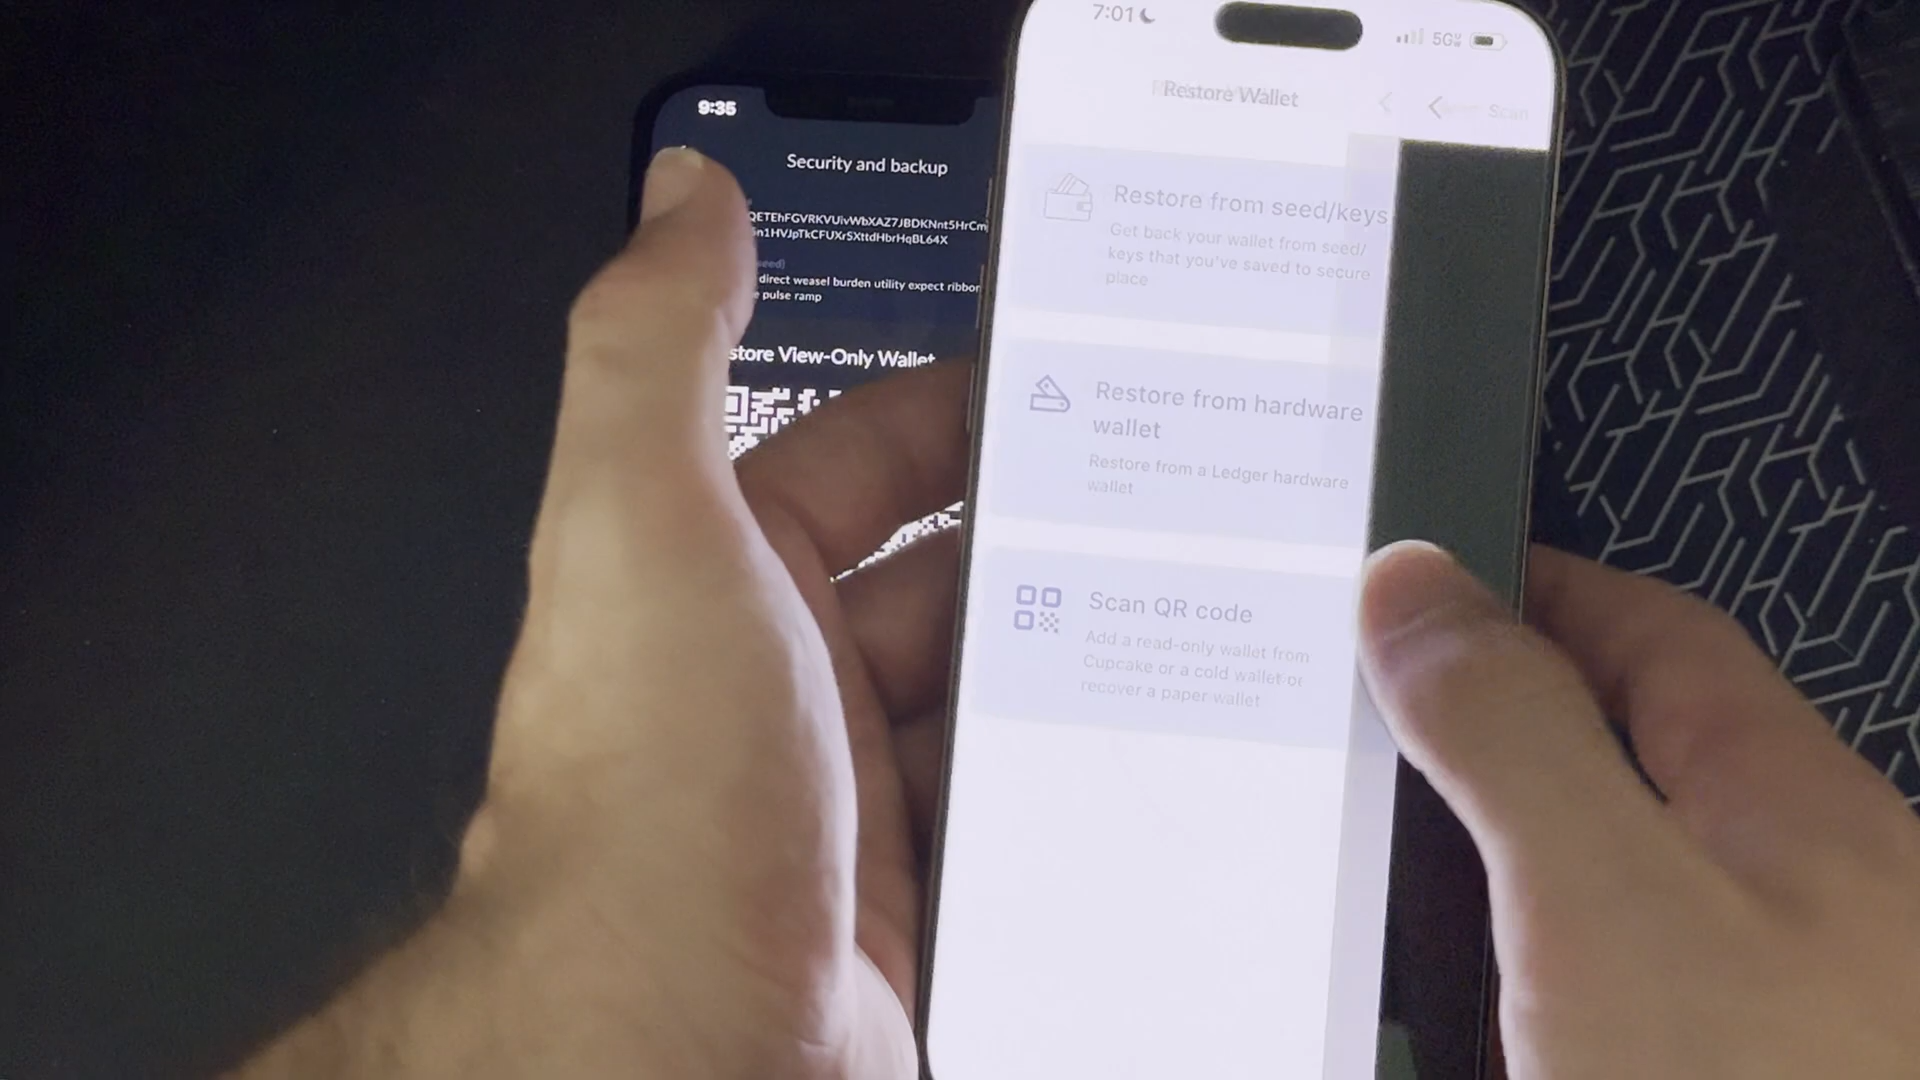 9:35
Security and backup
QETEhFGVRKVUivWbXAZ7JBDKNnt5HrCm
n1HVJpTkCFUXrSXttdHbrHqBL64X
direct weasel burden utility expect ribbon
pulse ramp
store View-Only Wallet
7:01
5G
Restore Wallet
Scan
Restore from seed/keys
Get back your wallet from seed/
keys that you've saved to secure
place
Restore from hardware
wallet
Restore from a Ledger hardware
wallet
Scan QR code
Add a read-only wallet from
Cupcake or a cold wallet or
recover a paper wallet